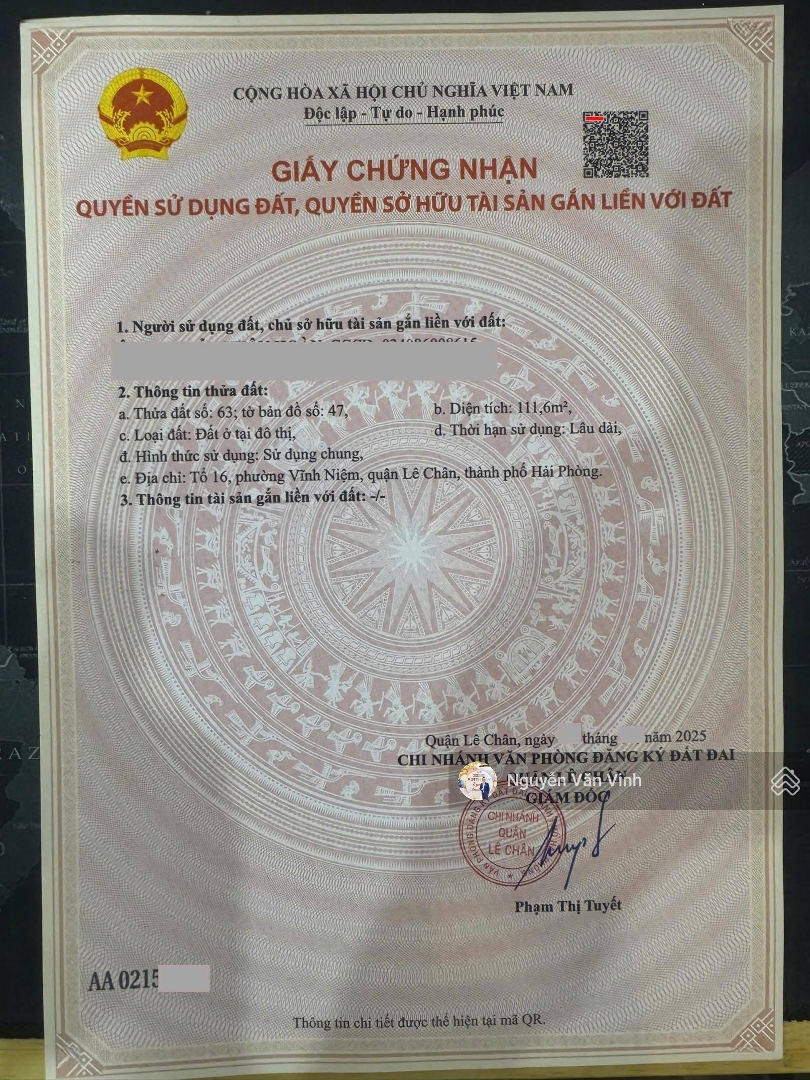 CỘNG HÒA XÃ HỘI CHỦ NGHĨA VIỆT NAM
Độc lập - Tự do - Hạnh phúc
GIẤY CHỨNG NHẬN
QUYỀN SỬ DỤNG ĐẤT, QUYỀN SỞ HỮU TÀI SẢN GẮN LIỀN VỚI ĐẤT
1. Người sử dụng đất, chủ sở hữu tài sản gắn liền với đất:
2. Thông tin thửa đất:
a. Thửa đất số: 63; tờ bản đồ số: 47, b. Diện tích: 111,6m²,
c. Loại đất: Đất ở tại đô thị, d. Thời hạn sử dụng: Lâu dài,
đ. Hình thức sử dụng: Sử dụng chung,
e. Địa chỉ: Tổ 16, phường Vĩnh Niệm, quận Lê Chân, thành phố Hải Phòng.
3. Thông tin tài sản gắn liền với đất: -/-
Quận Lê Chân, ngày tháng năm 2025
CHI NHÁNH VĂN PHÒNG ĐĂNG KÝ ĐẤT ĐAI
Nguyễn Văn Vinh
GIÁM ĐỐC
CHI NHÁNH
QUẬN
LÊ CHÂN
Phạm Thị Tuyết
AA 0215
Thông tin chi tiết được thể hiện tại mã QR.